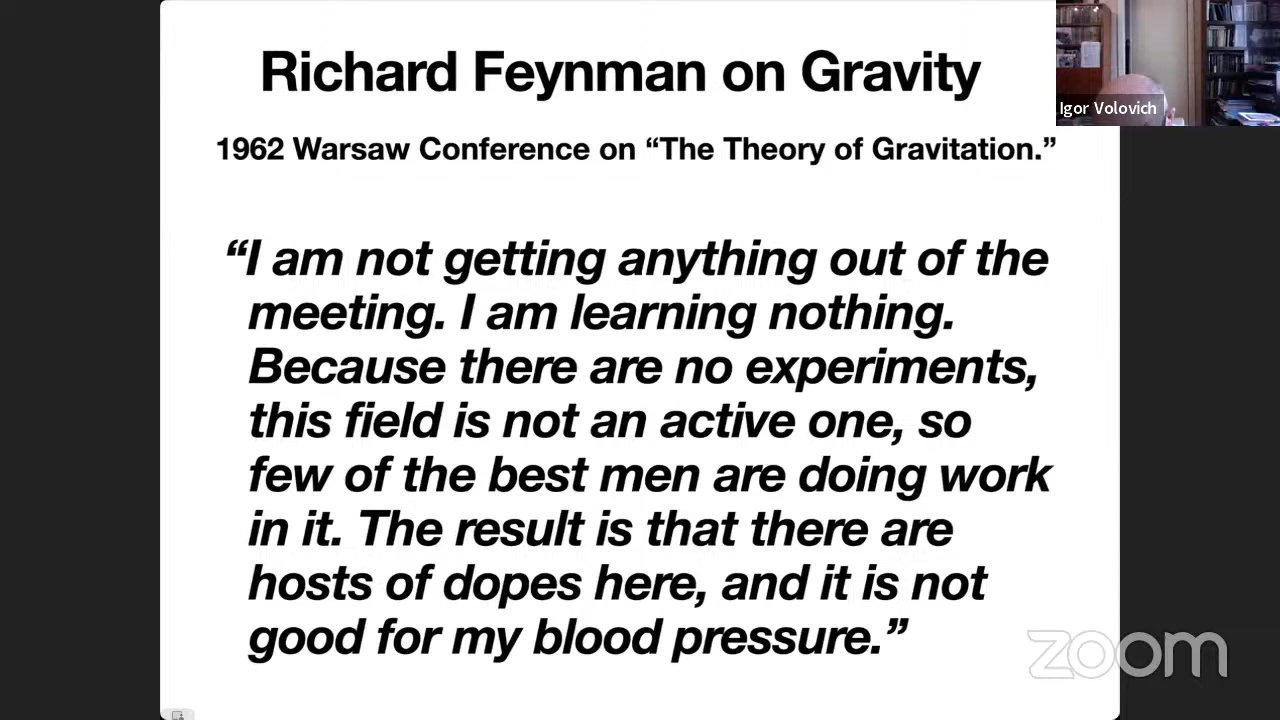 Richard Feynman on Gravity
Igor Volovich
1962 Warsaw Conference on “The Theory of Gravitation.”
“I am not getting anything out of the
meeting. I am learning nothing.
Because there are no experiments,
this field is not an active one, so
few of the best men are doing work
in it. The result is that there are
hosts of dopes here, and it is not
good for my blood pressure.”
zoom